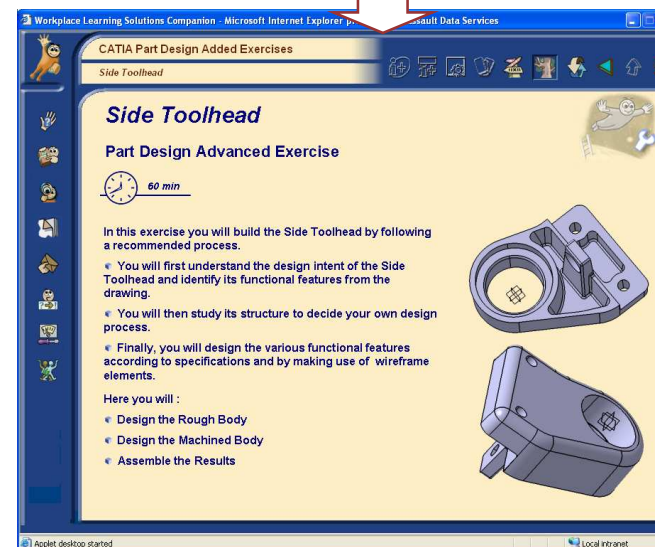 Workplace Learning Solutions Companion - Microsoft Internet Explorer p ssault Data Services
CATIA Part Design Added Exercises
Side Toolhead
Side Toolhead
Part Design Advanced Exercise
60 min
In this exercise you will build the Side Toolhead by following
a recommended process.
You will first understand the design intent of the Side
Toolhead and identify its functional features from the
drawing.
You will then study its structure to decide your own design
process.
Finally, you will design the various functional features
according to specifications and by making use of wireframe
elements.
Here you will :
Design the Rough Body
Design the Machined Body
Assemble the Results
Applet desktop started
Local intranet